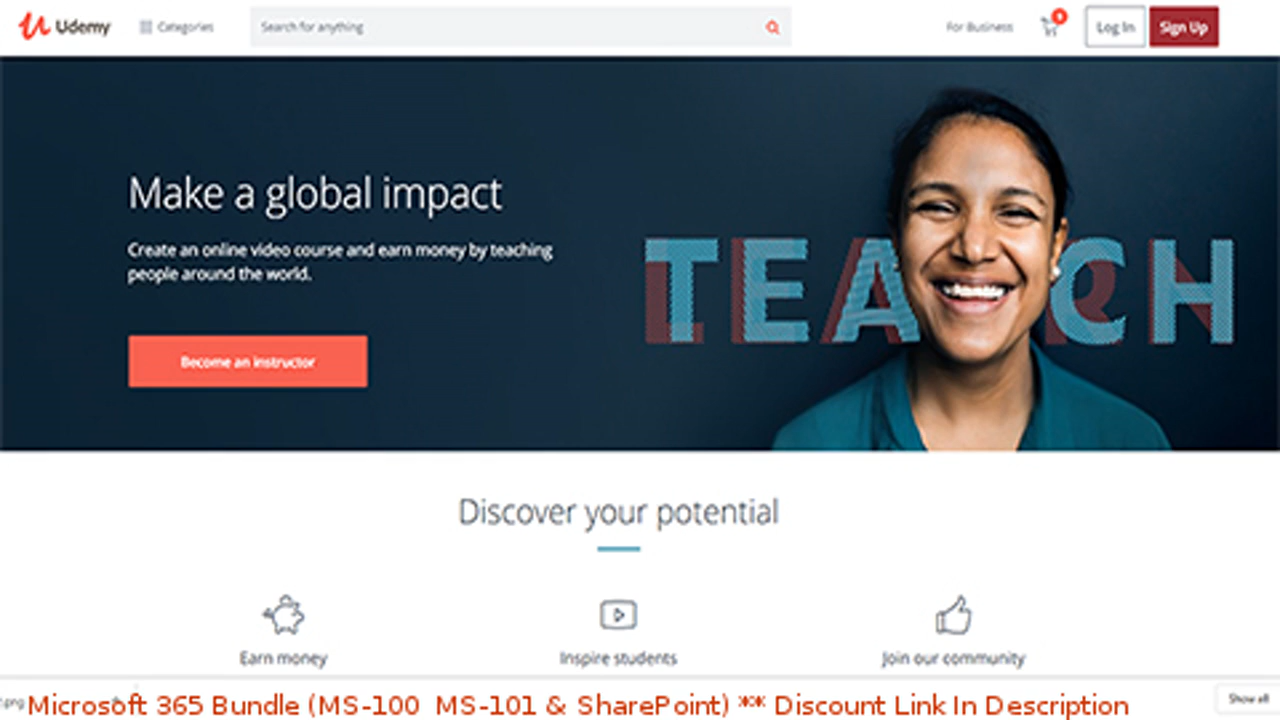 Udemy Categories Search for anything For Business Log In Sign Up
Make a global impact
Create an online video course and earn money by teaching
people around the world.
TEACH
Become an instructor
Discover your potential
Earn money Inspire students Join our community
.png Microsoft 365 Bundle (MS-100 MS-101 & SharePoint) ** Discount Link In Description Show all